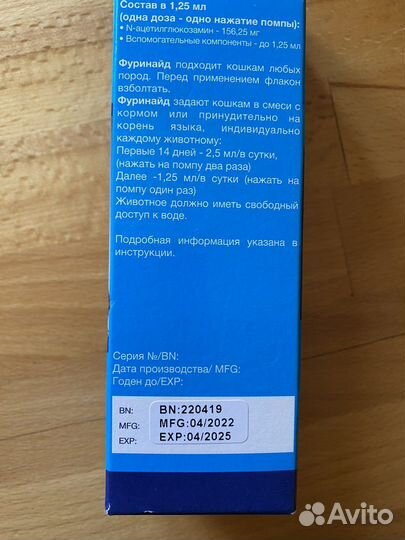 Состав в 1,25 мл
(одна доза - одно нажатие помпы):
• N-ацетилглюкозамин - 156,25 мг
• Вспомогательные компоненты - до 1,25 мл
Фуринайд подходит кошкам любых
пород. Перед применением флакон
взболтать.
Фуринайд задают кошкам в смеси с
кормом или принудительно на
корень языка, индивидуально
каждому животному:
Первые 14 дней - 2,5 мл/в сутки,
(нажать на помпу два раза)
Далее -1,25 мл/в сутки (нажать на
помпу один раз)
Животное должно иметь свободный
доступ к воде.
Подробная информация указана в
инструкции.
Серия №/BN:
Дата производства/ MFG:
Годен до/EXP:
BN: BN:220419
MFG: MFG:04/2022
EXP: EXP:04/2025
Avito